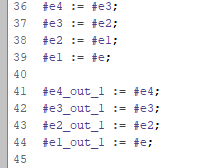 36 #e4 := #e3;
37 #e3 := #e2;
38 #e2 := #e1;
39 #e1 := #e;
40
41 #e4_out_1 := #e4;
42 #e3_out_1 := #e3;
43 #e2_out_1 := #e2;
44 #e1_out_1 := #e;
45